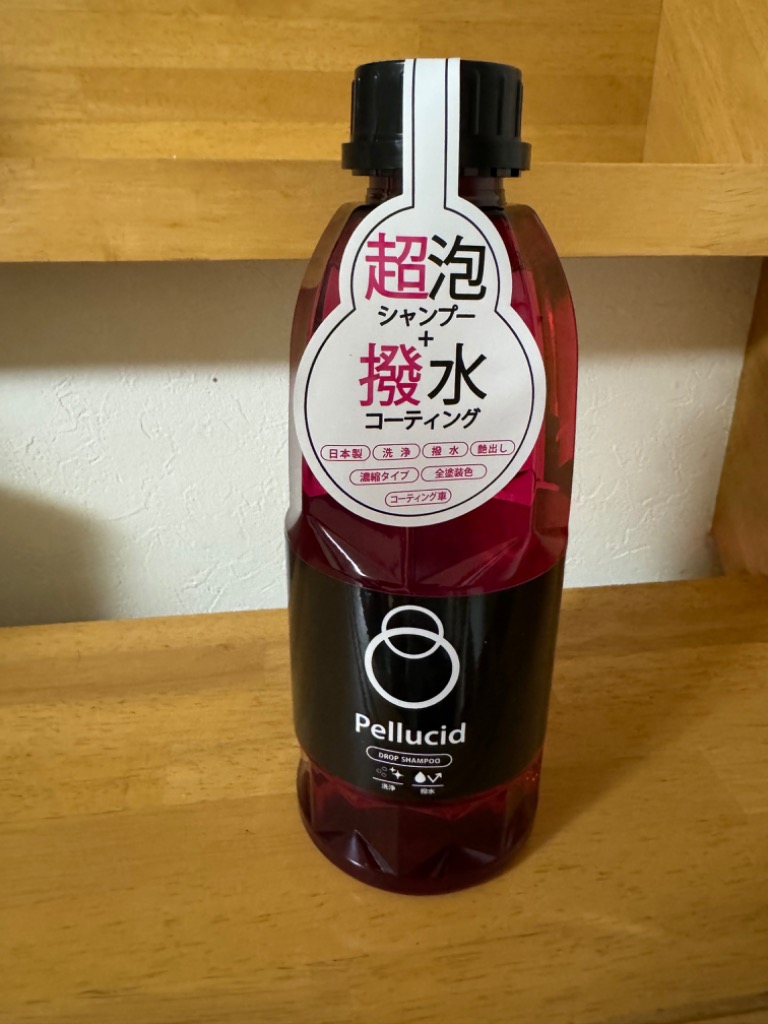 超泡
シャンプー
+
撥水
コーティング
日本製 洗浄 撥水 艶出し
濃縮タイプ 全塗装色
コーティング車
Pellucid
DROP SHAMPOO
洗浄 撥水